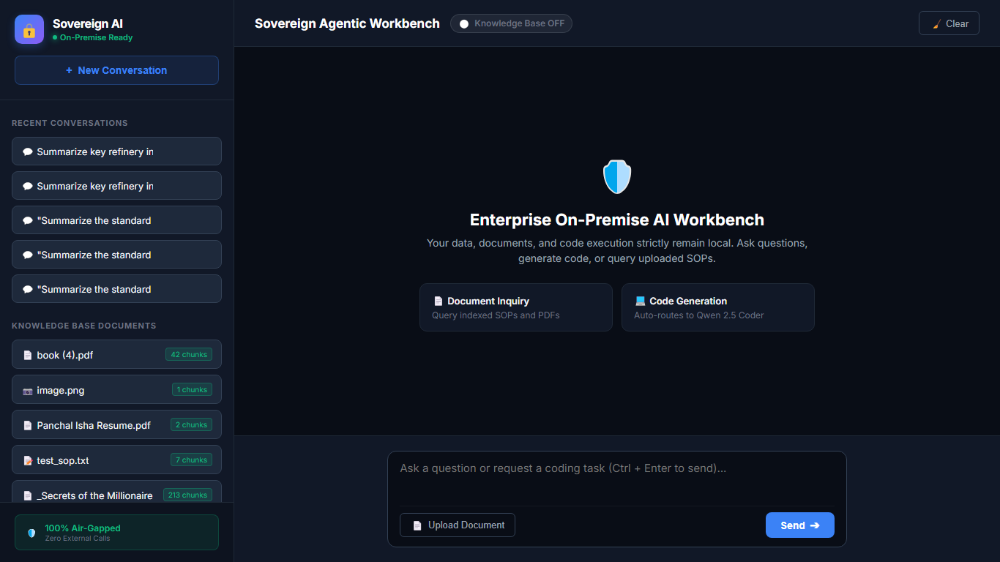 Sovereign AI
On-Premise Ready
+ New Conversation
RECENT CONVERSATIONS
Summarize key refinery in
Summarize key refinery in
"Summarize the standard
"Summarize the standard
"Summarize the standard
KNOWLEDGE BASE DOCUMENTS
book (4).pdf 42 chunks
image.png 1 chunks
Panchal Isha Resume.pdf 2 chunks
test_sop.txt 7 chunks
_Secrets of the Millionaire 213 chunks
100% Air-Gapped
Zero External Calls
Sovereign Agentic Workbench Knowledge Base OFF Clear
Enterprise On-Premise AI Workbench
Your data, documents, and code execution strictly remain local. Ask questions,
generate code, or query uploaded SOPs.
Document Inquiry
Query indexed SOPs and PDFs
Code Generation
Auto-routes to Qwen 2.5 Coder
Ask a question or request a coding task (Ctrl + Enter to send)...
Upload Document Send ➔